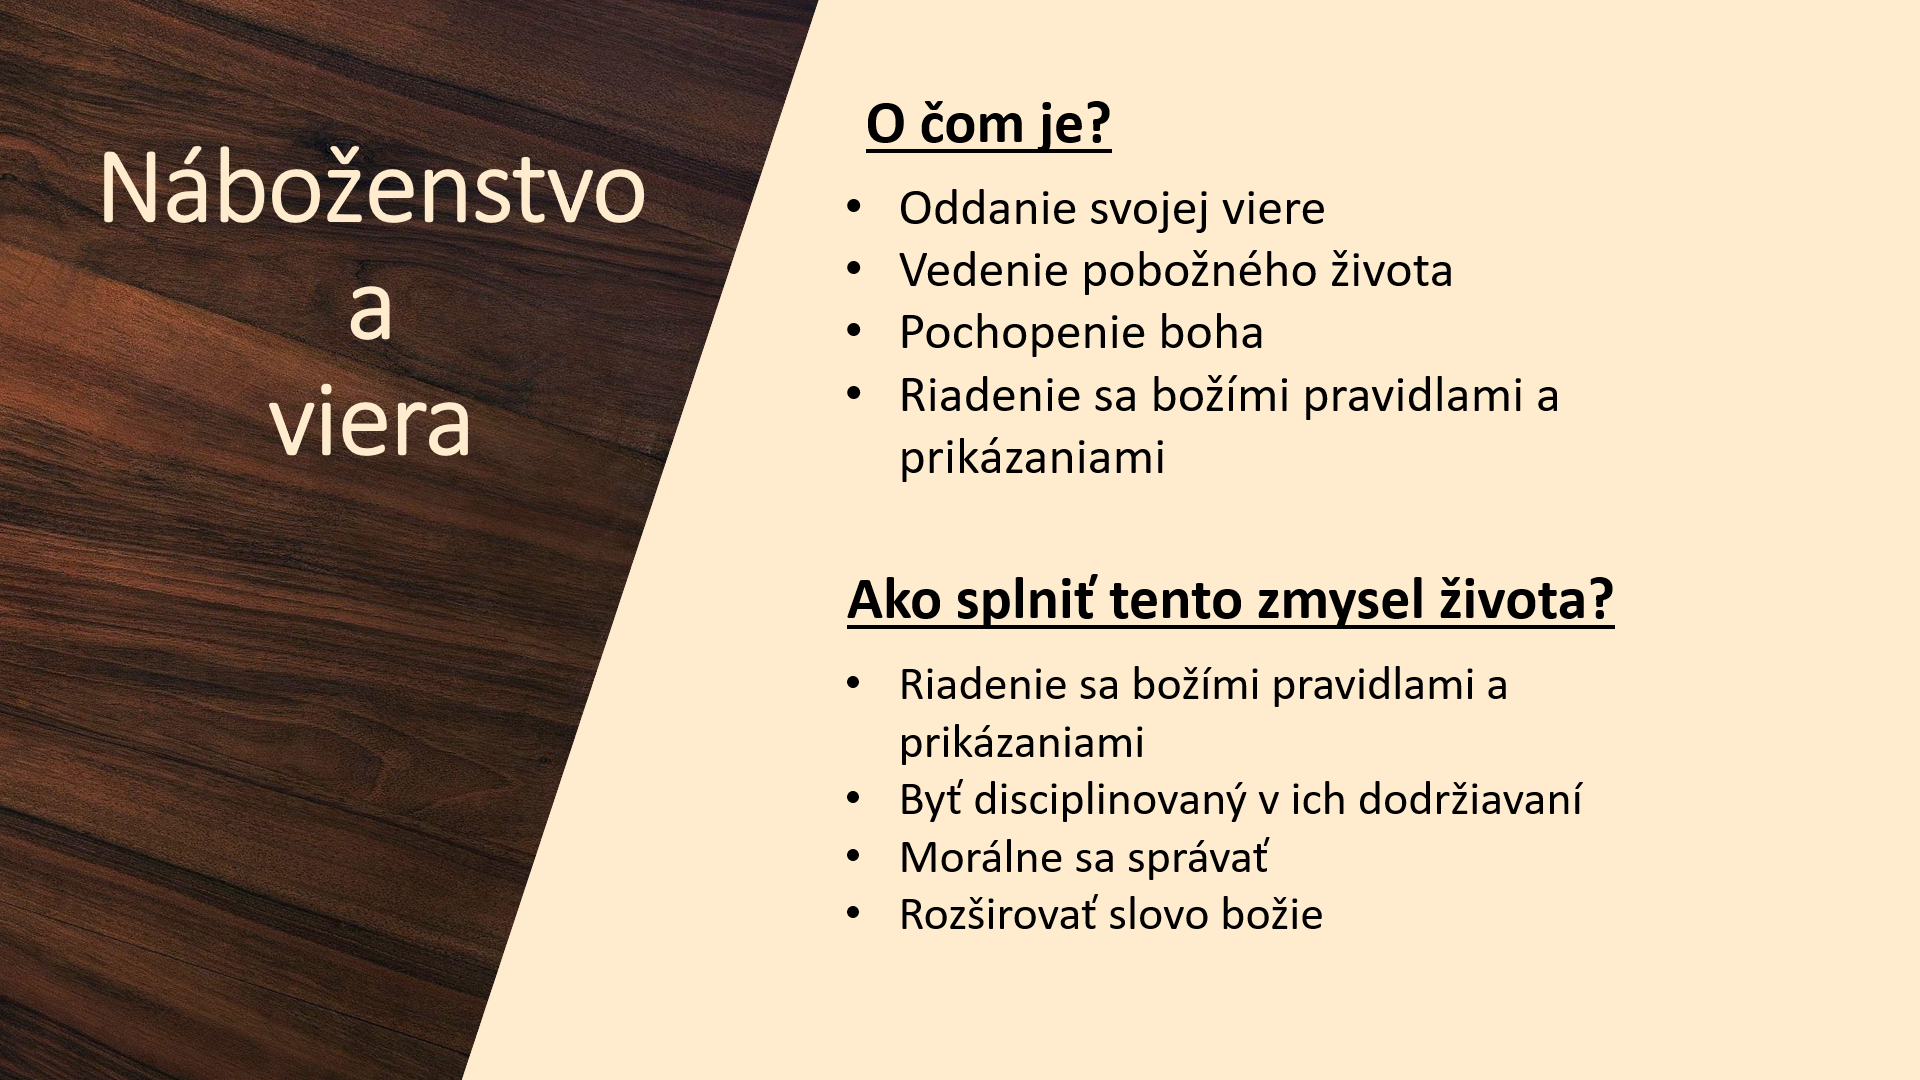 Náboženstvo
a
viera
O čom je?
• Oddanie svojej viere
• Vedenie pobožného života
• Pochopenie boha
• Riadenie sa božími pravidlami a
prikázaniami
Ako splniť tento zmysel života?
• Riadenie sa božími pravidlami a
prikázaniami
• Byť disciplinovaný v ich dodržiavaní
• Morálne sa správať
• Rozširovať slovo božie